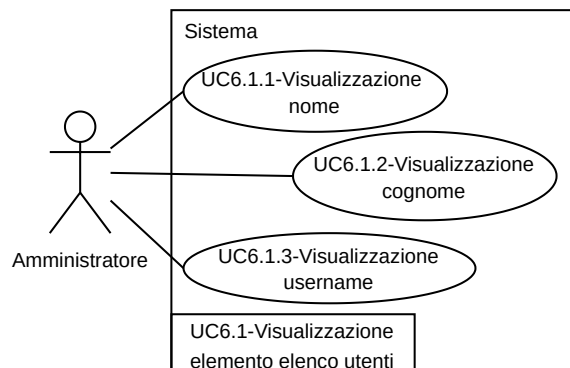 Sistema
UC6.1.1-Visualizzazione
nome
UC6.1.2-Visualizzazione
cognome
Amministratore
UC6.1.3-Visualizzazione
username
UC6.1-Visualizzazione
elemento elenco utenti